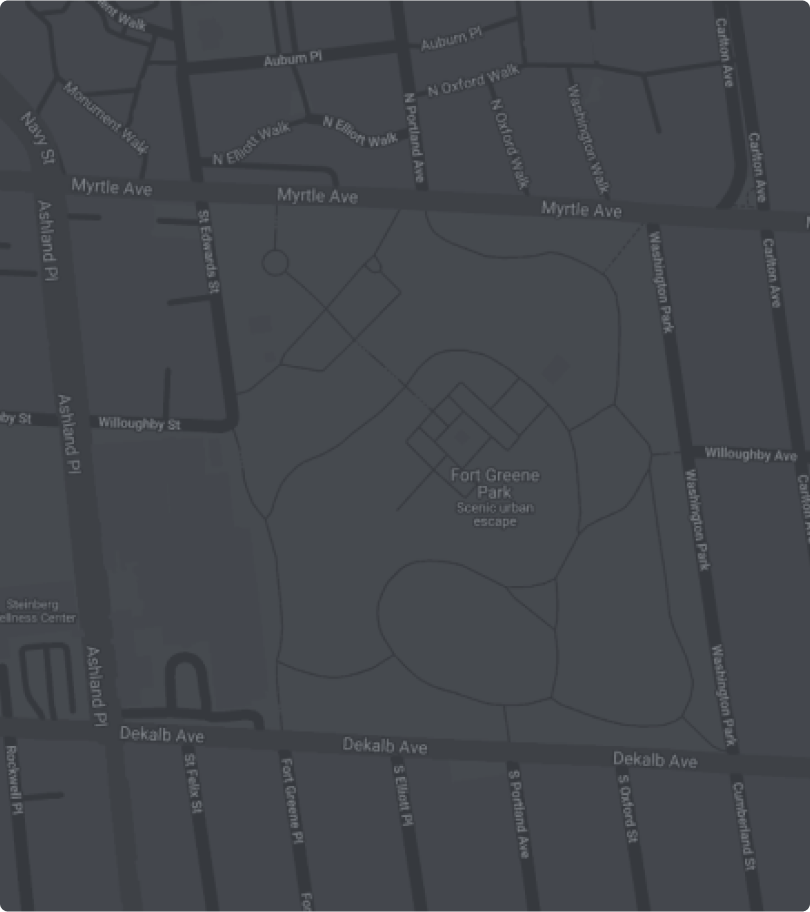 ent Walk
Auburn Pl
Auburn Pl
Carlton Ave
N Oxford Walk
Monument Walk
N Portland Ave
N Oxford Walk
Washington Walk
Navy St
N Elliott Walk
N Elliott Walk
Carlton Ave
Myrtle Ave
Myrtle Ave
Myrtle Ave
Ashland Pl
St Edwards St
Washington Park
Carlton Ave
Ashland Pl
by St
Willoughby St
Willoughby Ave
Fort Greene
Park
Scenic urban
escape
Washington Park
Steinberg
ellness Center
Ashland Pl
Washington Park
Dekalb Ave
Dekalb Ave
Dekalb Ave
Rockwell Pl
St Felix St
Fort Greene Pl
S Elliott Pl
S Portland Ave
S Oxford St
Cumberland St